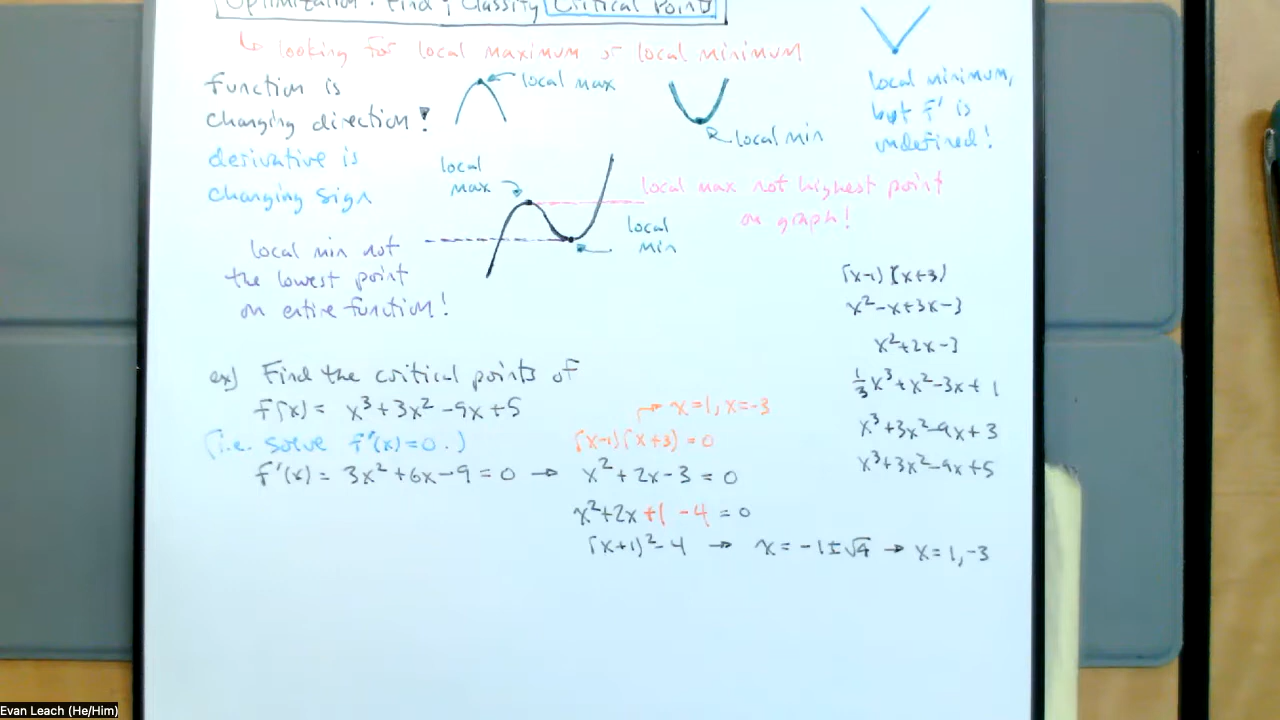 Optimization: Find & Classify Critical Points
↳ looking for local maximum or local minimum
function is
changing direction!
derivative is
changing sign
local max
local min
local minimum,
but f' is
undefined!
local
max
local max not highest point
on graph!
local
min
local min not
the lowest point
on entire function!
(x-1)(x+3)
x²-x+3x-3
x²+2x-3
⅓x³+x²-3x+1
x³+3x²-9x+3
x³+3x²-9x+5
ex) Find the critical points of
f(x) = x³+3x²-9x+5
(i.e. solve f'(x)=0.)
f'(x) = 3x²+6x-9=0 → x²+2x-3=0
(x-1)(x+3)=0
→ x=1, x=-3
x²+2x+1-4=0
(x+1)²-4 → x=-1±√4 → x=1,-3
Evan Leach (He/Him)